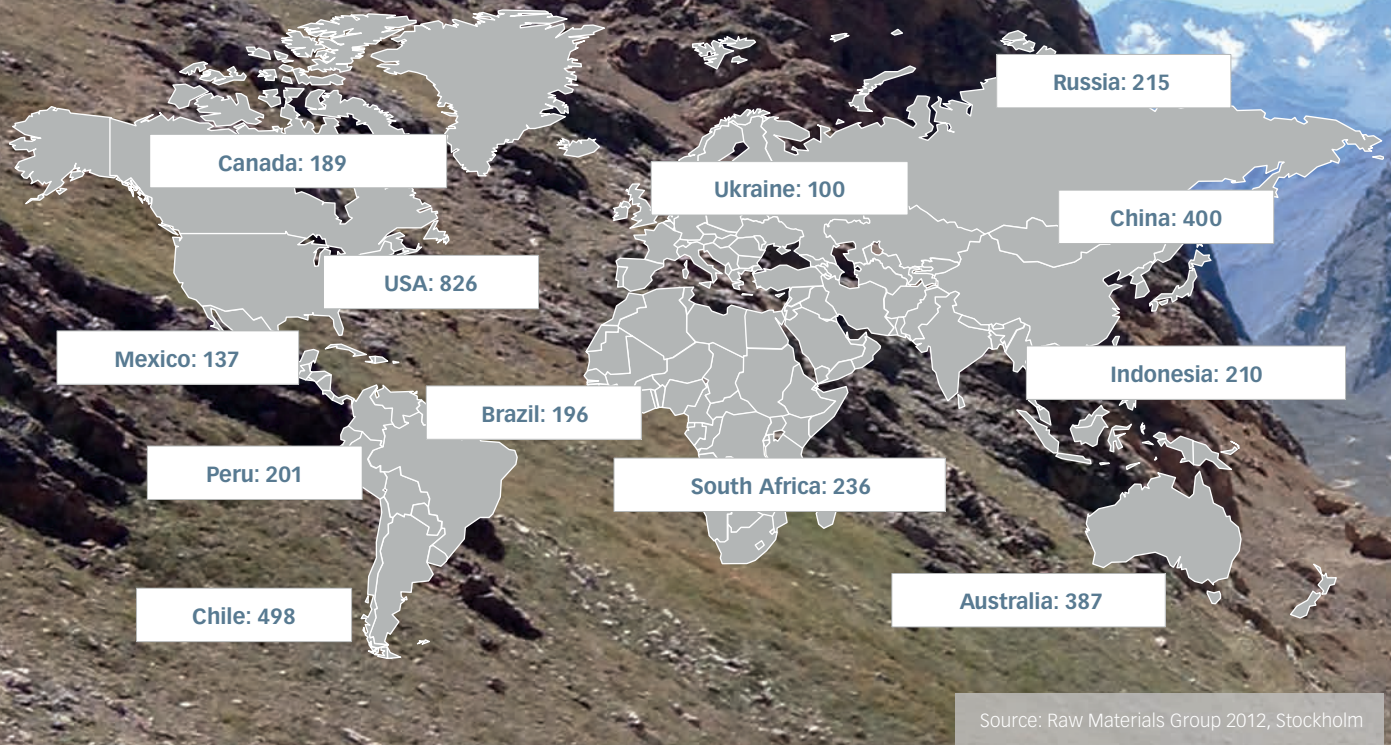 Russia: 215
Canada: 189
Ukraine: 100
China: 400
USA: 826
Mexico: 137
Indonesia: 210
Brazil: 196
Peru: 201
South Africa: 236
Australia: 387
Chile: 498
Source: Raw Materials Group 2012, Stockholm